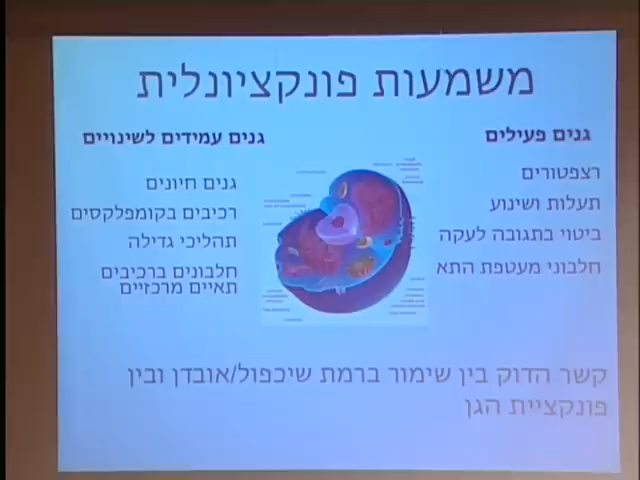 משמעות פונקציונלית
גנים פעילים
רצפטורים
תעלות ושינוע
ביטוי בתגובה לעקה
חלבוני מעטפת התא
גנים עמידים לשינויים
גנים חיונים
רכיבים בקומפלקסים
תהליכי גדילה
חלבונים ברכיבים
תאיים מרכזיים
קשר הדוק בין שימור ברמת שיכפול/אובדן ובין
פונקציית הגן